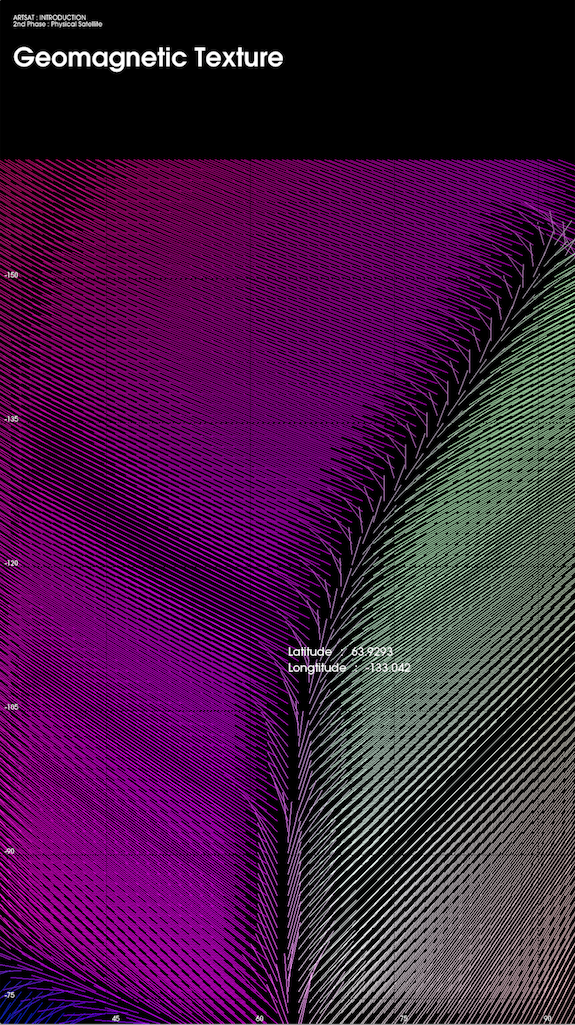 ARTSAT : INTRODUCTION
2nd Phase : Physical Satellite
Geomagnetic Texture
-150
-135
-120
Latitude : 63.9293
Longtitude : -133.042
-105
-90
-75
45 60 75 90